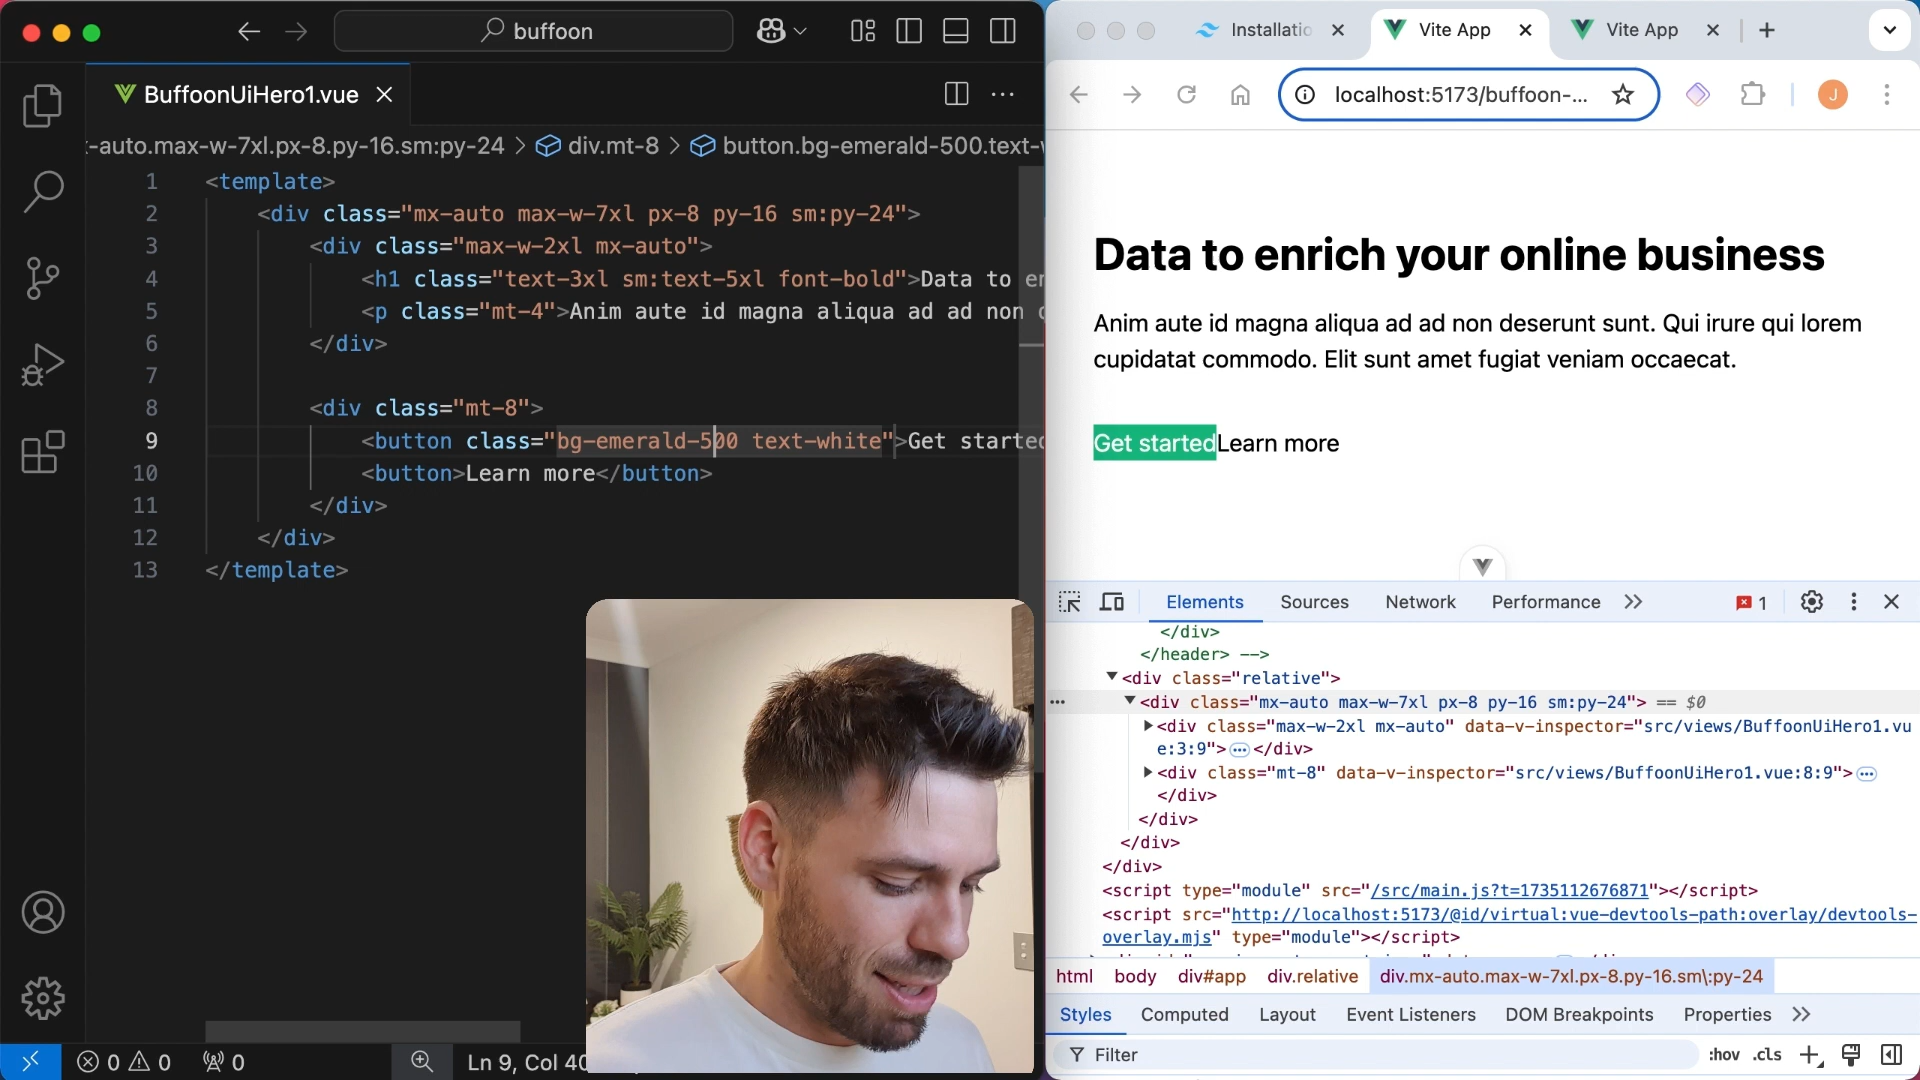 buffoon
BuffoonUiHero1.vue
-auto.max-w-7xl.px-8.py-16.sm:py-24 > div.mt-8 > button.bg-emerald-500.text-
1 <template>
2 <div class="mx-auto max-w-7xl px-8 py-16 sm:py-24">
3 <div class="max-w-2xl mx-auto">
4 <h1 class="text-3xl sm:text-5xl font-bold">Data to
5 <p class="mt-4">Anim aute id magna aliqua ad ad non
6 </div>
7
8 <div class="mt-8">
9 <button class="bg-emerald-500 text-white">Get started
10 <button>Learn more</button>
11 </div>
12 </div>
13 </template>
0 0 0 Ln 9, Col 40
Installatio
Vite App
Vite App
localhost:5173/buffoon-...
J
Data to enrich your online business
Anim aute id magna aliqua ad ad non deserunt sunt. Qui irure qui lorem
cupidatat commodo. Elit sunt amet fugiat veniam occaecat.
Get started Learn more
Elements Sources Network Performance 1
</div>
</header> -->
<div class="relative">
<div class="mx-auto max-w-7xl px-8 py-16 sm:py-24"> == $0
<div class="max-w-2xl mx-auto" data-v-inspector="src/views/BuffoonUiHero1.vu
e:3:9"> … </div>
<div class="mt-8" data-v-inspector="src/views/BuffoonUiHero1.vue:8:9"> …
</div>
</div>
</div>
</div>
<script type="module" src="/src/main.js?t=1735112676871"></script>
<script src="http://localhost:5173/@id/virtual:vue-devtools-path:overlay/devtools-
overlay.mjs" type="module"></script>
html body div#app div.relative div.mx-auto.max-w-7xl.px-8.py-16.sm\:py-24
Styles Computed Layout Event Listeners DOM Breakpoints Properties
Filter :hov .cls